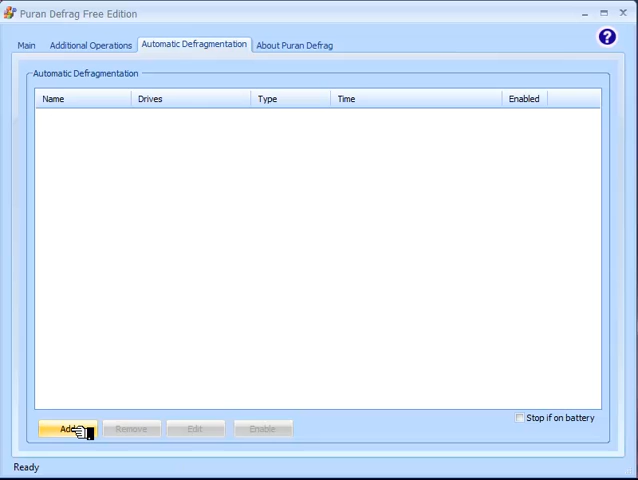 Puran Defrag Free Edition
Main Additional Operations Automatic Defragmentation About Puran Defrag
Automatic Defragmentation
Name Drives Type Time Enabled
Stop if on battery
Add Remove Edit Enable
Ready